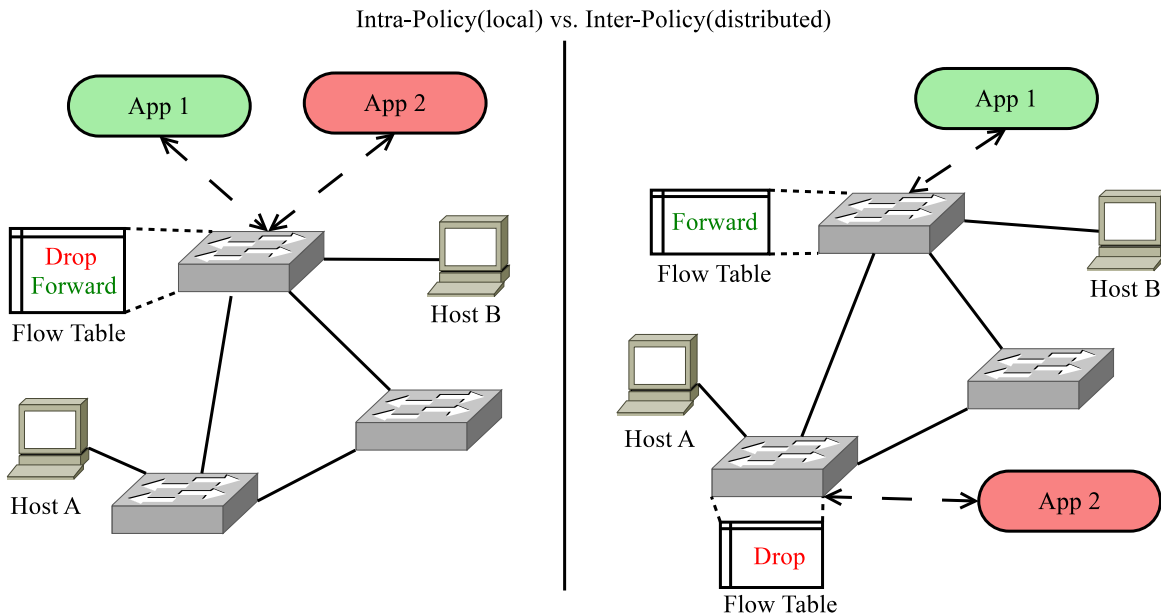 Intra-Policy(local) vs. Inter-Policy(distributed)
App 1
App 2
Drop
Forward
Flow Table
Host B
Host A
App 1
Forward
Flow Table
Host B
Host A
App 2
Drop
Flow Table